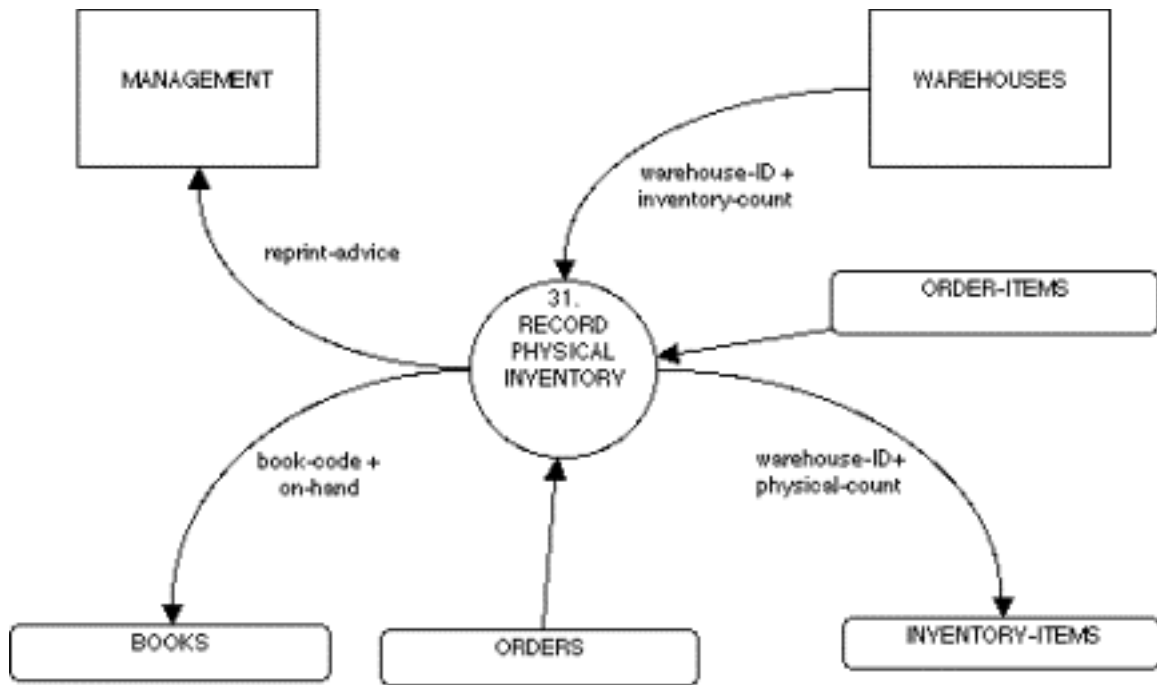 MANAGEMENT
WAREHOUSES
warehouse-ID +
inventory-count
reprint-advice
ORDER-ITEMS
31.
RECORD
PHYSICAL
INVENTORY
book-code +
on-hand
warehouse-ID+
physical-count
BOOKS
ORDERS
INVENTORY-ITEMS